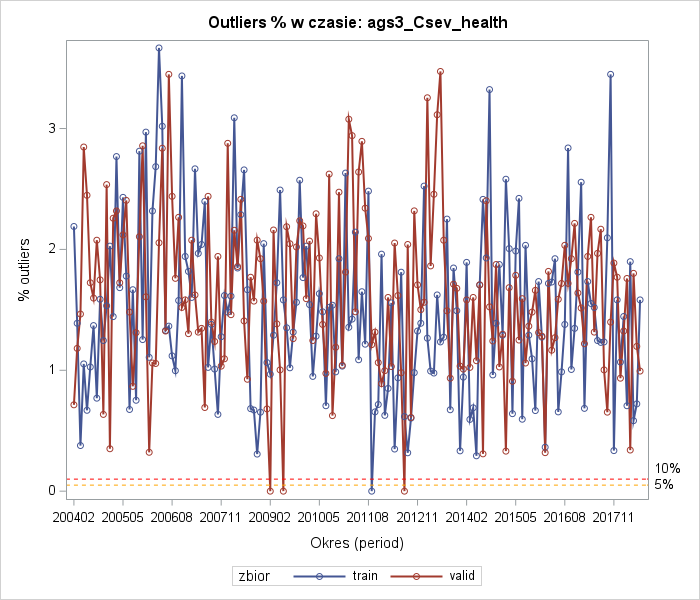 Outliers % w czasie: ags3_Csev_health
% outliers
3
2
1
0
10%
5%
200402 200505 200608 200711 200902 201005 201108 201211 201402 201505 201608 201711
Okres (period)
zbior train valid